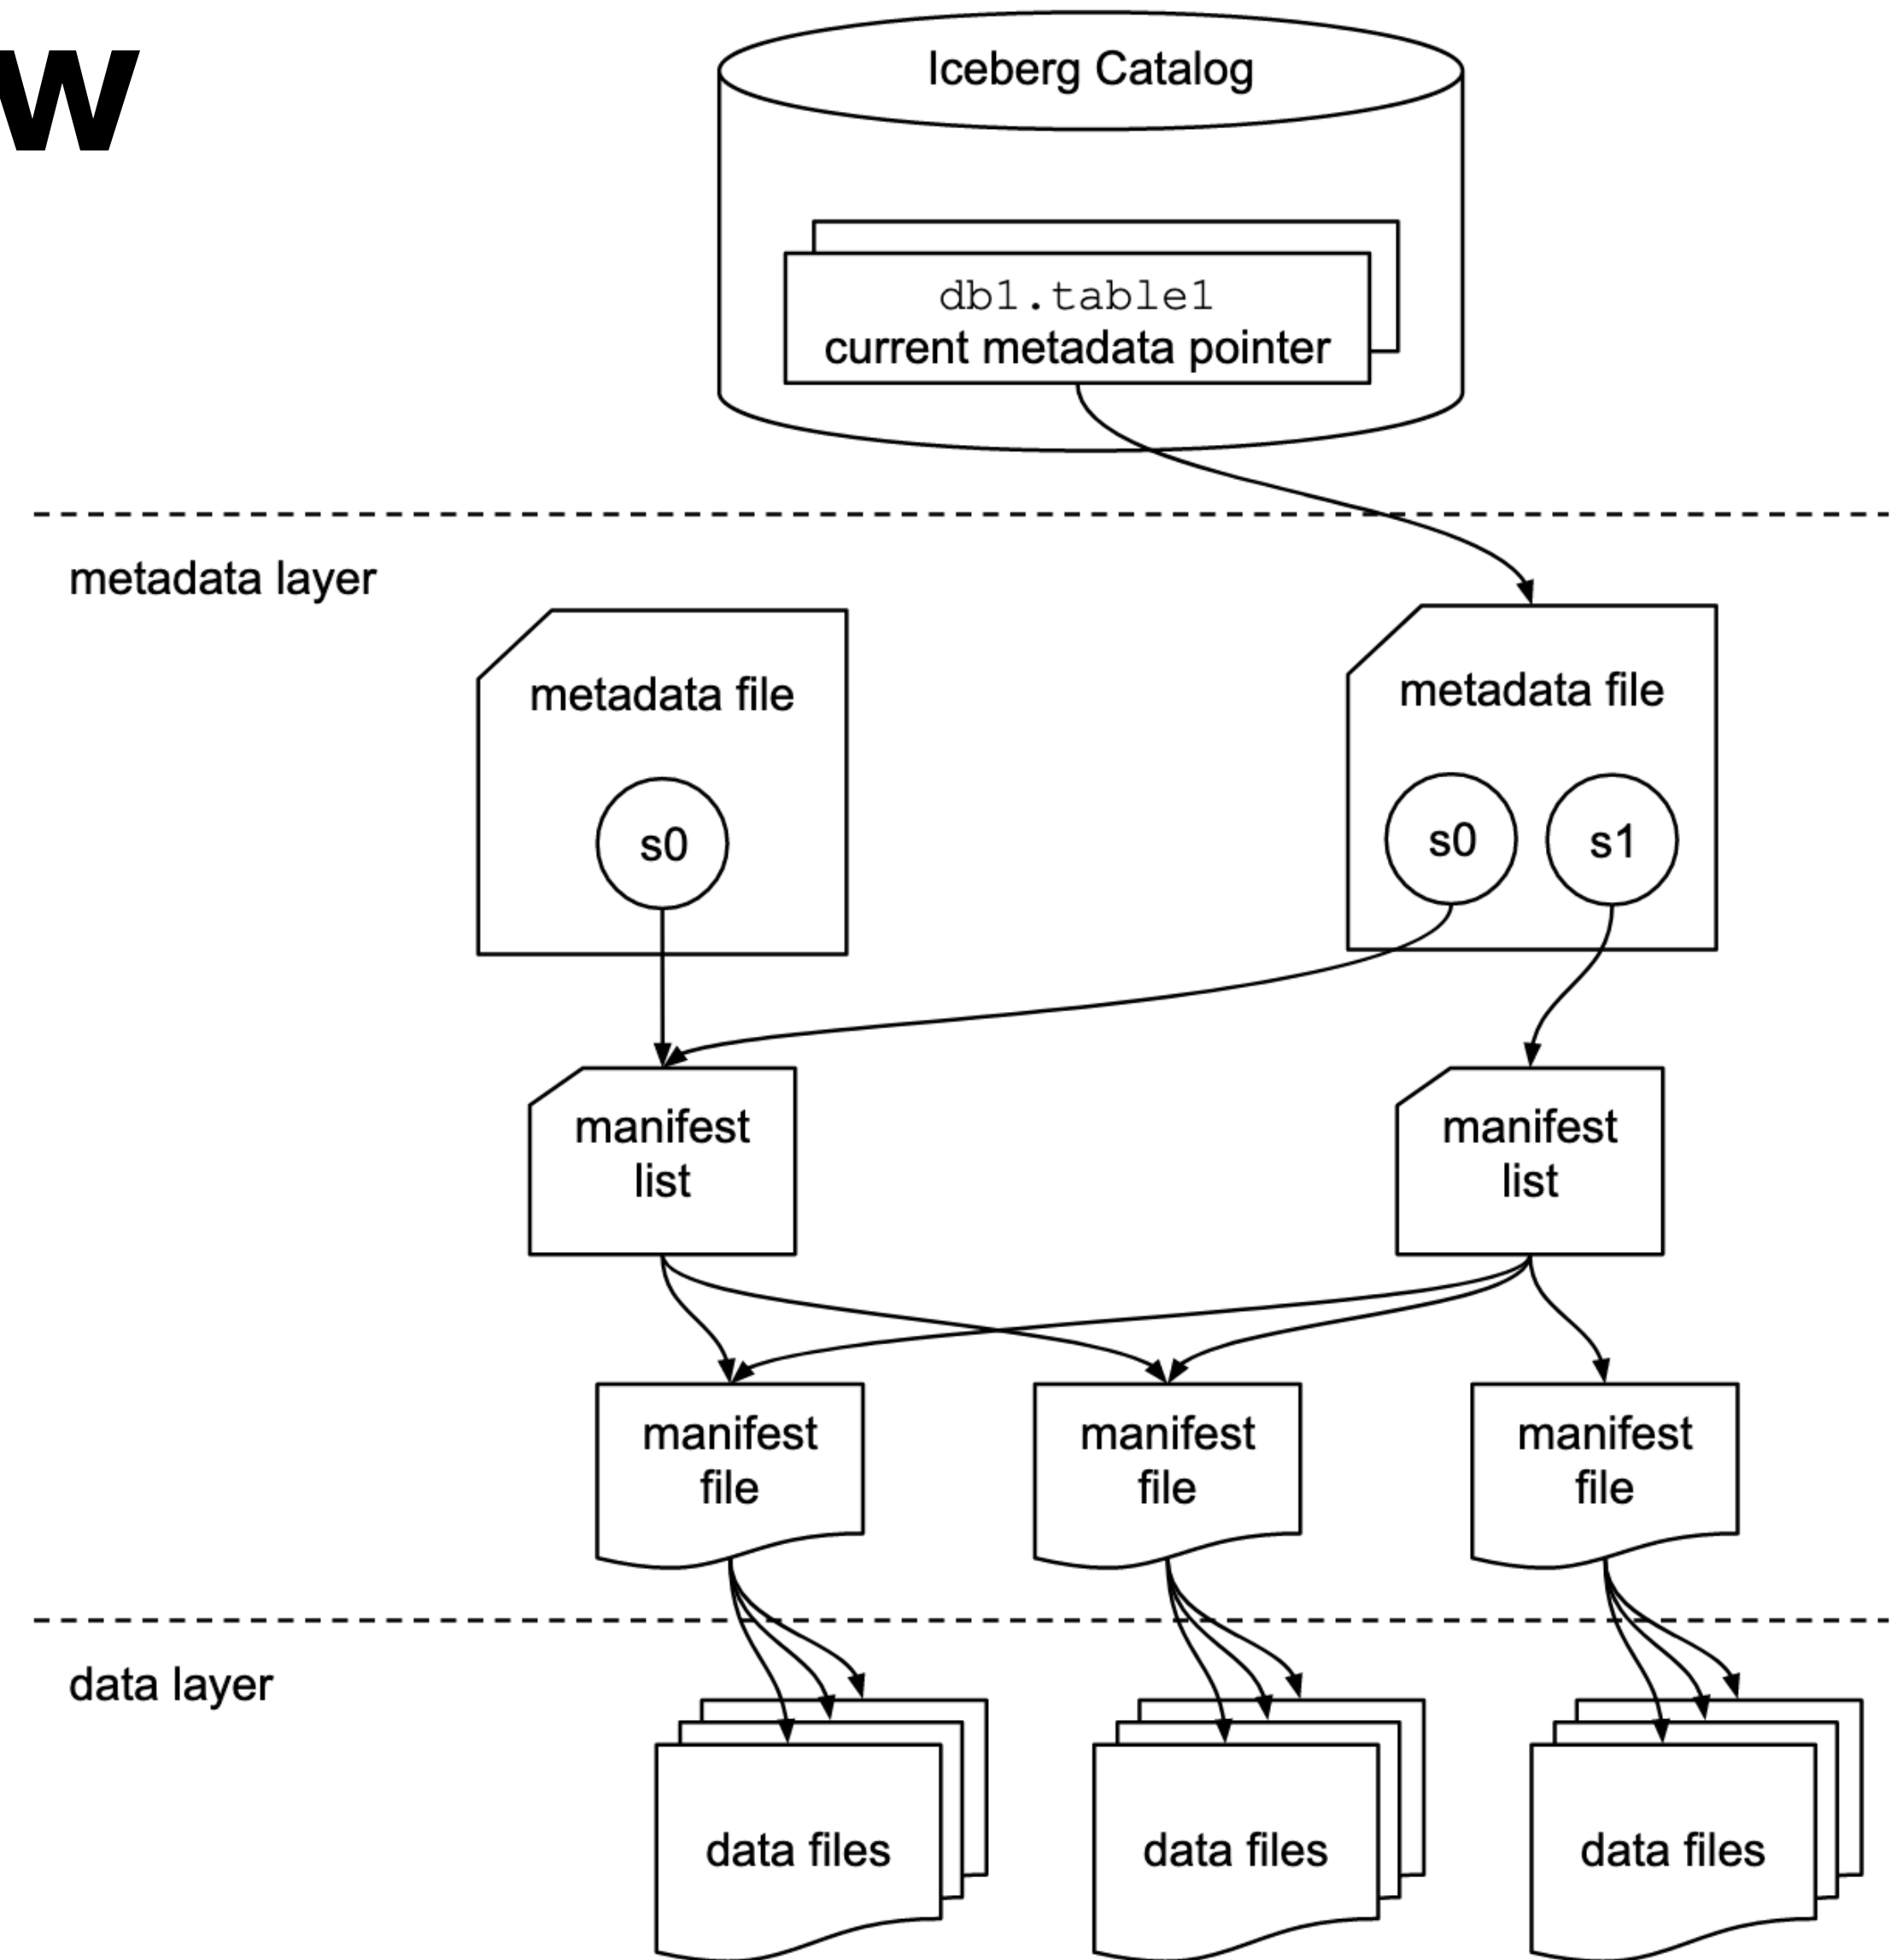 w
Iceberg Catalog
db1.table1
current metadata pointer
metadata layer
metadata file
metadata file
s0
s0
s1
manifest
list
manifest
list
manifest
file
manifest
file
manifest
file
data layer
data files
data files
data files